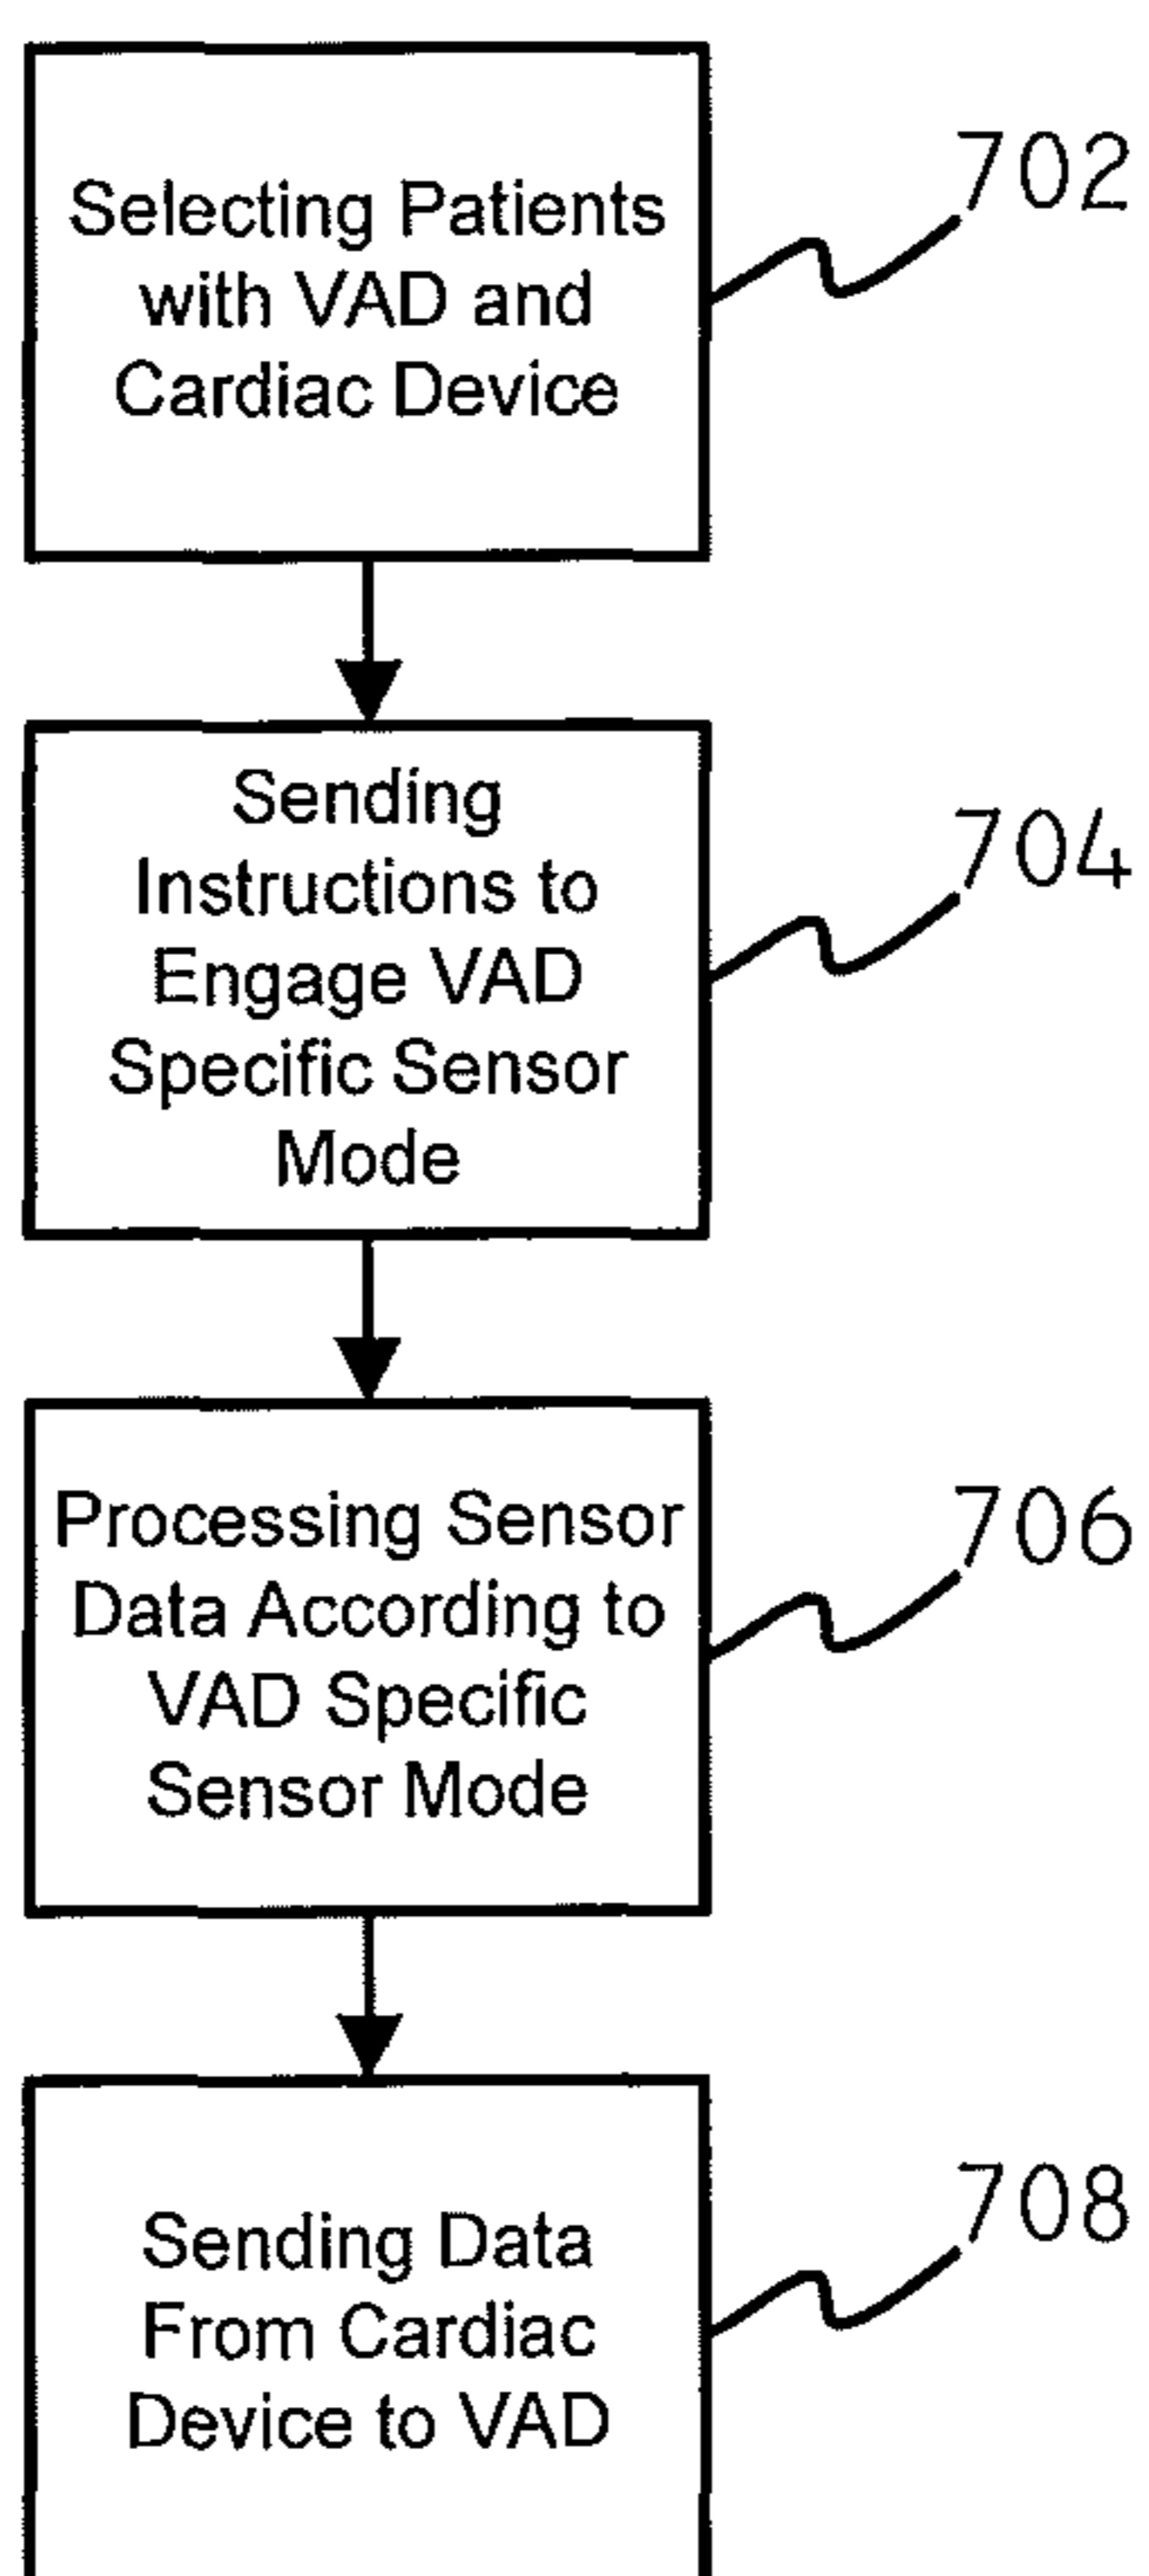 Selecting Patients
with VAD and
Cardiac Device
702
Sending
Instructions to
Engage VAD
Specific Sensor
Mode
704
Processing Sensor
Data According to
VAD Specific
Sensor Mode
706
Sending Data
From Cardiac
Device to VAD
708